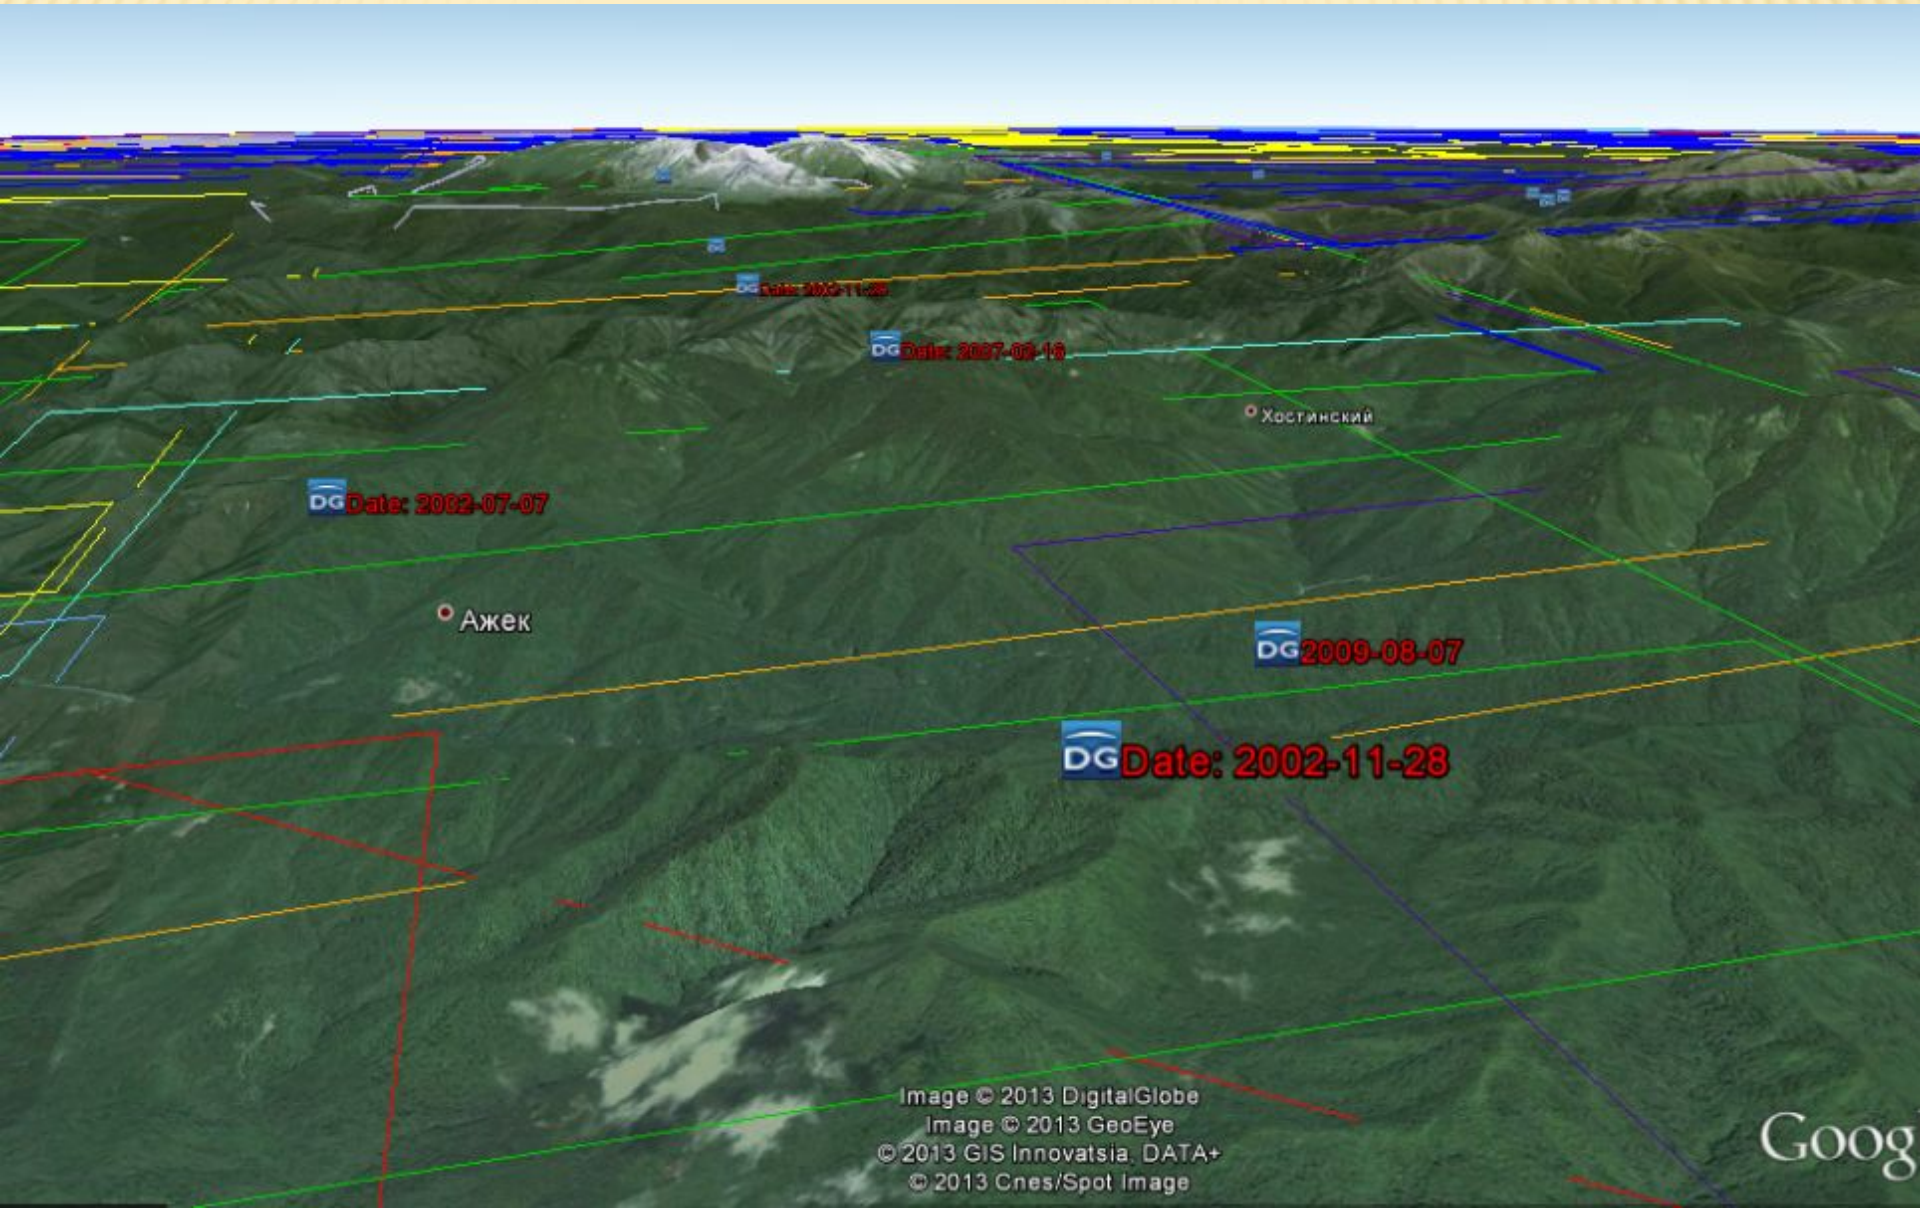 DG Date: 2002-11-28
DG Date: 2007-02-16
Хостинский
DG Date: 2002-07-07
Ажек
DG 2009-08-07
DG Date: 2002-11-28
Image © 2013 DigitalGlobe
Image © 2013 GeoEye
© 2013 GIS Innovatsia, DATA+
© 2013 Cnes/Spot Image
Goog